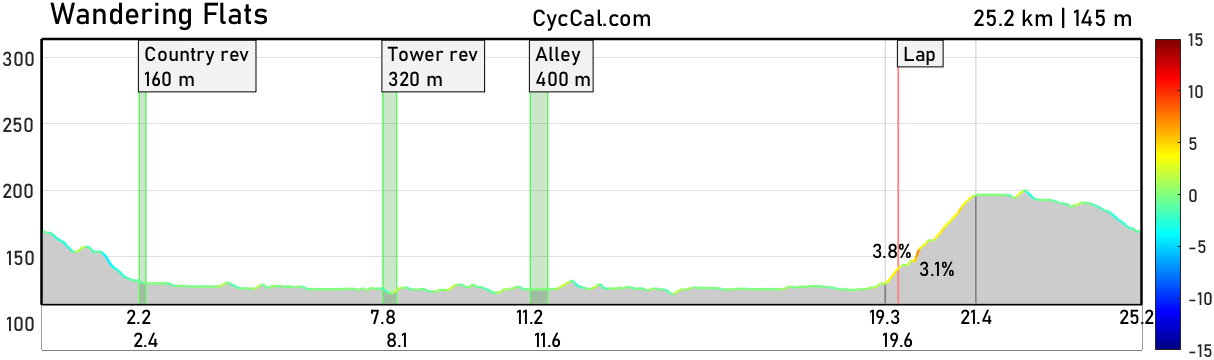 Wandering Flats
CycCal.com
25.2 km | 145 m
Country rev
160 m
Tower rev
320 m
Alley
400 m
Lap
300
250
200
150
100
3.8%
3.1%
2.2
7.8
11.2
19.3
21.4
25.2
2.4
8.1
11.6
19.6
15
10
5
0
-5
-10
-15